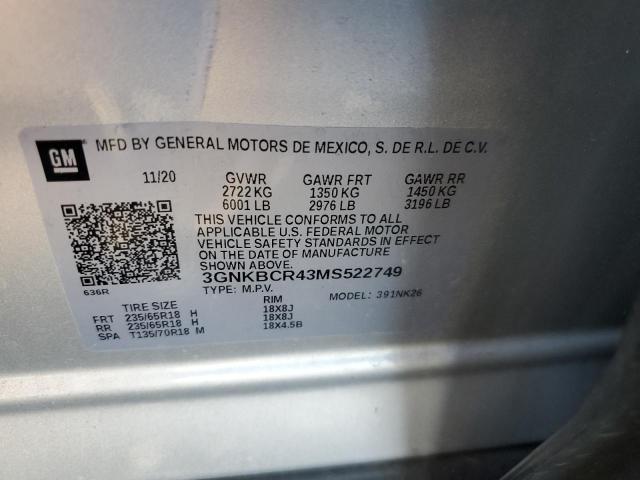 GM
MFD BY GENERAL MOTORS DE MEXICO, S. DE R.L. DE C.V.
11/20 GVWR GAWR FRT GAWR RR
2722 KG 1350 KG 1450 KG
6001 LB 2976 LB 3196 LB
THIS VEHICLE CONFORMS TO ALL
APPLICABLE U.S. FEDERAL MOTOR
VEHICLE SAFETY STANDARDS IN EFFECT
ON THE DATE OF MANUFACTURE
SHOWN ABOVE.
3GNKBCR43MS522749
636R TYPE: M.P.V. MODEL: 391NK26
TIRE SIZE RIM
FRT 235/65R18 H 18X8J
RR 235/65R18 H 18X8J
SPA T135/70R18 M 18X4.5B